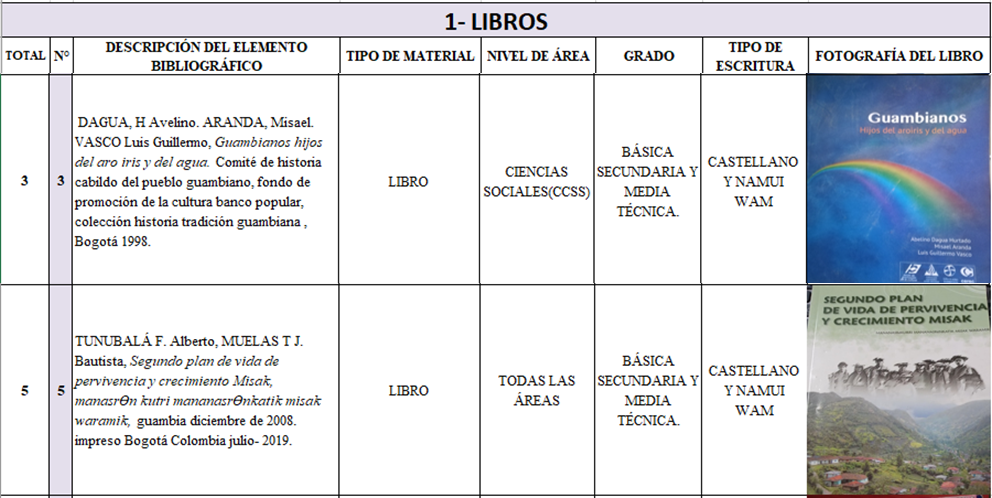 1- LIBROS
TOTAL
N°
DESCRIPCIÓN DEL ELEMENTO
BIBLIOGRÁFICO
TIPO DE MATERIAL
NIVEL DE ÁREA
GRADO
TIPO DE
ESCRITURA
FOTOGRAFÍA DEL LIBRO
3
3
DAGUA, H Avelino. ARANDA, Misael.
VASCO Luis Guillermo, Guambianos hijos
del aro iris y del agua. Comité de historia
cabildo del pueblo guambiano, fondo de
promoción de la cultura banco popular,
colección historia tradición guambiana ,
Bogotá 1998.
LIBRO
CIENCIAS
SOCIALES(CCSS)
BÁSICA
SECUNDARIA Y
MEDIA
TÉCNICA.
CASTELLANO
Y NAMUI
WAM
Guambianos
Hijos del aroiris y del agua
Abelino Dagua Hurtado
Misael Aranda
Luis Guillermo Vasco
5
5
TUNUBALÁ F. Alberto, MUELAS T J.
Bautista, Segundo plan de vida de
pervivencia y crecimiento Misak,
manasrƟn kutri mananasrƟnkatik misak
waramik, guambia diciembre de 2008.
impreso Bogotá Colombia julio- 2019.
LIBRO
TODAS LAS
ÁREAS
BÁSICA
SECUNDARIA Y
MEDIA
TÉCNICA.
CASTELLANO
Y NAMUI
WAM
SEGUNDO PLAN
DE VIDA DE PERVIVENCIA
Y CRECIMIENTO MISAK